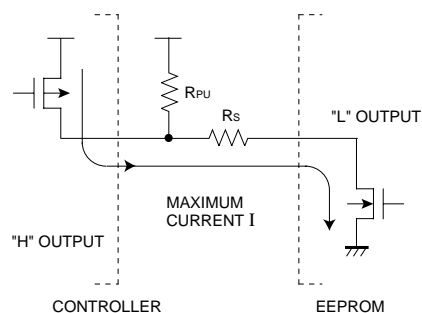 RPU
RS
"L" OUTPUT
MAXIMUM
CURRENT I
"H" OUTPUT
CONTROLLER
EEPROM